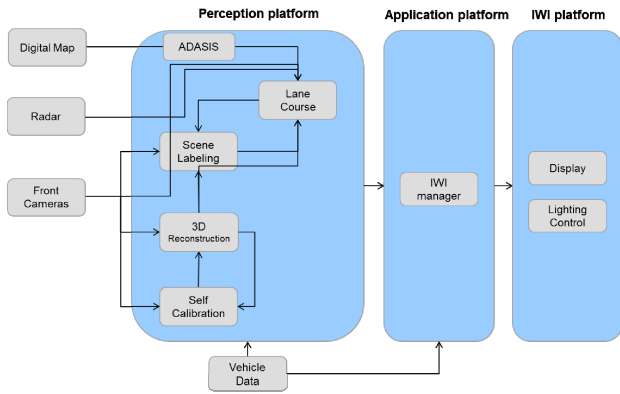 Perception platform
Application platform
IWI platform
Digital Map
ADASIS
Lane
Course
Radar
Scene
Labeling
Display
IWI
manager
Front
Cameras
Lighting
Control
3D
Reconstruction
Self
Calibration
Vehicle
Data